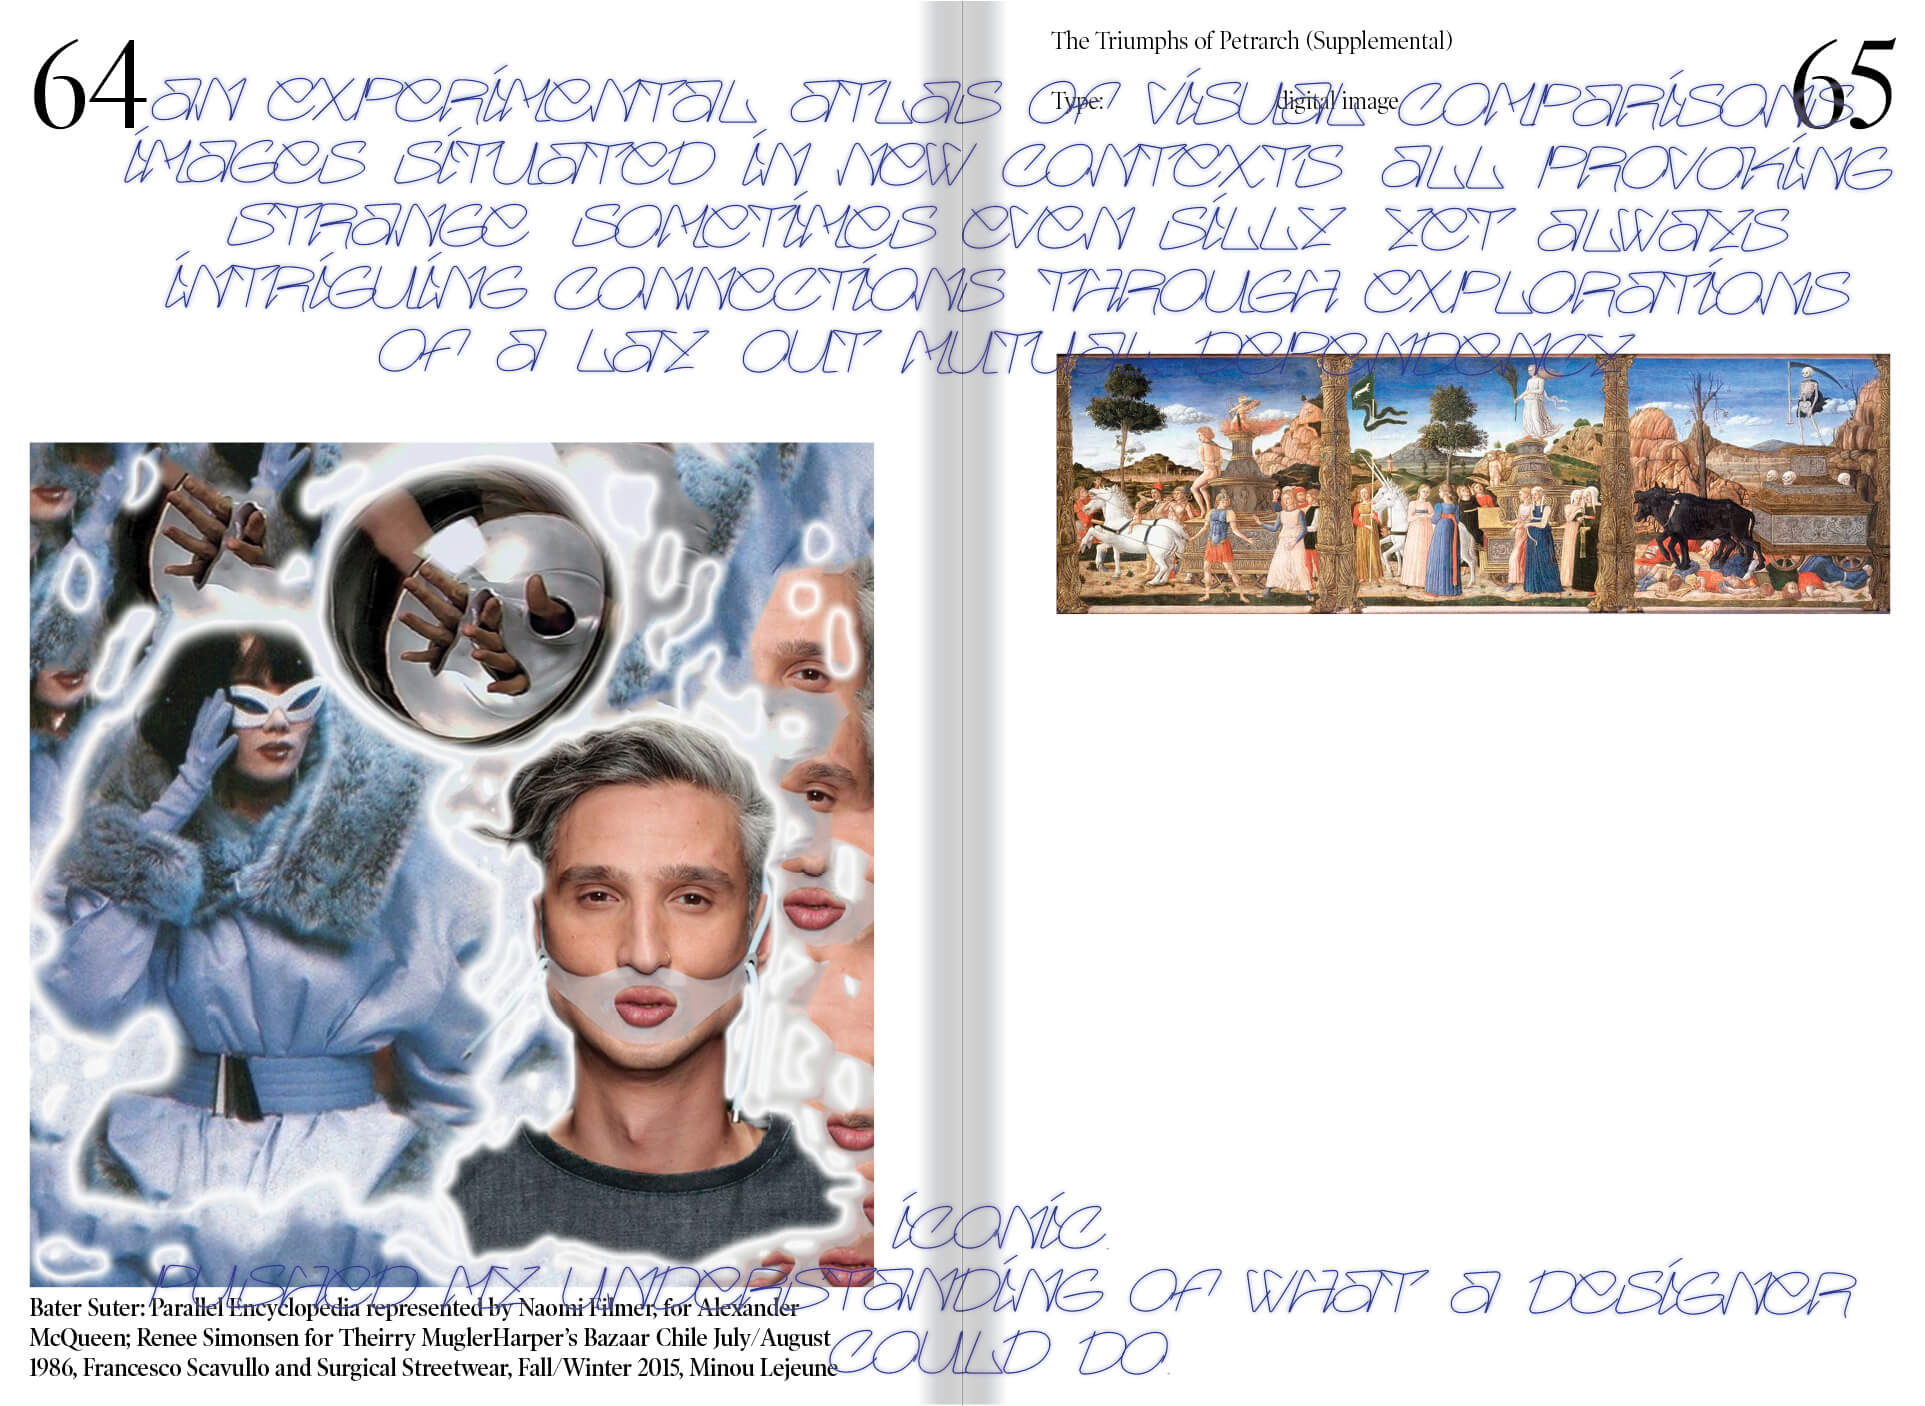 64
The Triumphs of Petrarch (Supplemental)
65
Type: digital image
AN EXPERIMENTAL ATLAS OF VISUAL COMPARISONS
IMAGES SITUATED IN NEW CONTEXTS ALL PROVOKING
STRANGE SOMETIMES EVEN SILLY YET ALWAYS
INTRIGUING CONNECTIONS THROUGH EXPLORATIONS
OF A LAY OUT MUTUAL DEPENDENCY
ICONIC.
PUSHED MY UNDERSTANDING OF WHAT A DESIGNER
COULD DO.
Bater Suter: Parallel Encyclopedia represented by Naomi Filmer, for Alexander
McQueen; Renee Simonsen for Theirry MuglerHarper's Bazaar Chile July/August
1986, Francesco Scavullo and Surgical Streetwear, Fall/Winter 2015, Minou Lejeune